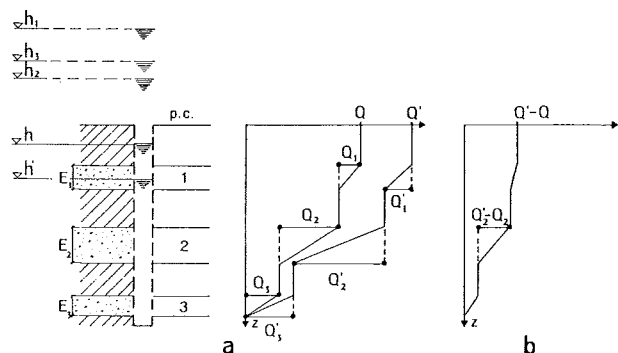 h₁
h₃
h₂
p.c.
h
h'
E₁
E₂
E₃
1
2
3
Q
Q'
Q₁
Q'₁
Q₂
Q'₂
Q₃
Q'₃
z
a
Q'-Q
Q'₂-Q₂
z
b